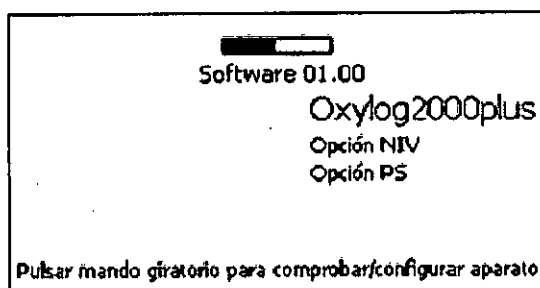 Software 01.00
Oxylog2000plus
Opción NIV
Opción PS
Pulsar mando giratorio para comprobar/configurar aparato